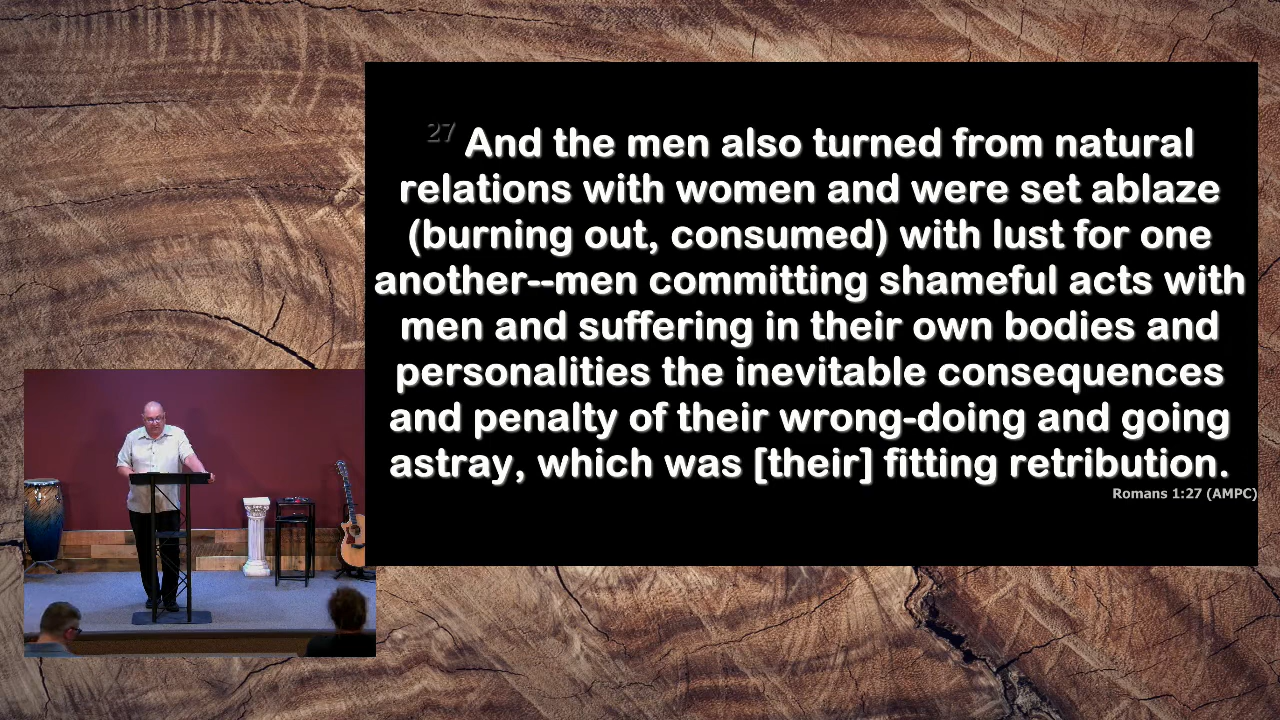 27 And the men also turned from natural
relations with women and were set ablaze
(burning out, consumed) with lust for one
another--men committing shameful acts with
men and suffering in their own bodies and
personalities the inevitable consequences
and penalty of their wrong-doing and going
astray, which was [their] fitting retribution.
Romans 1:27 (AMPC)